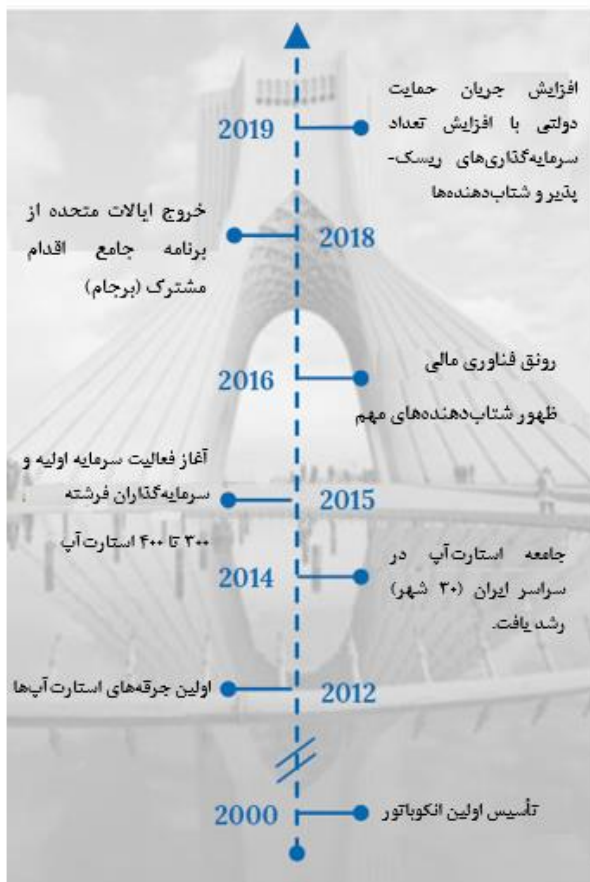 افزایش جریان حمایت
دولتی با افزایش تعداد
سرمایه‌گذاری‌های ریسک-
پذیر و شتاب‌دهنده‌ها
2019
خروج ایالات متحده از
برنامه جامع اقدام
مشترک (برجام)
2018
رونق فناوری مالی
ظهور شتاب‌دهنده‌های مهم
2016
آغاز فعالیت سرمایه اولیه و
سرمایه‌گذاران فرشته
۳۰۰ تا ۴۰۰ استارت‌آپ
2015
جامعه استارت‌آپ در
سراسر ایران (۳۰ شهر)
رشد یافت.
2014
اولین جرقه‌های استارت‌آپ‌ها
2012
تأسیس اولین انکوباتور
2000